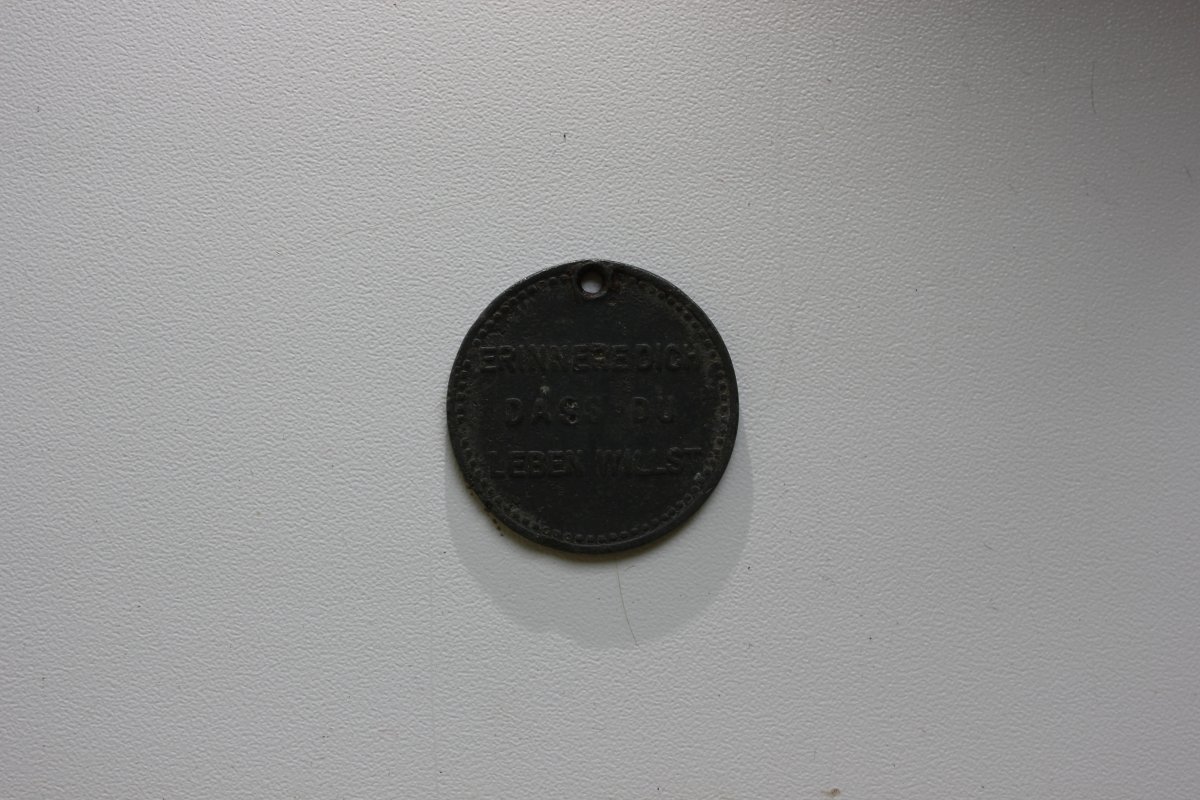 ERINNERE DICH
DASS DU
LEBEN WILLST